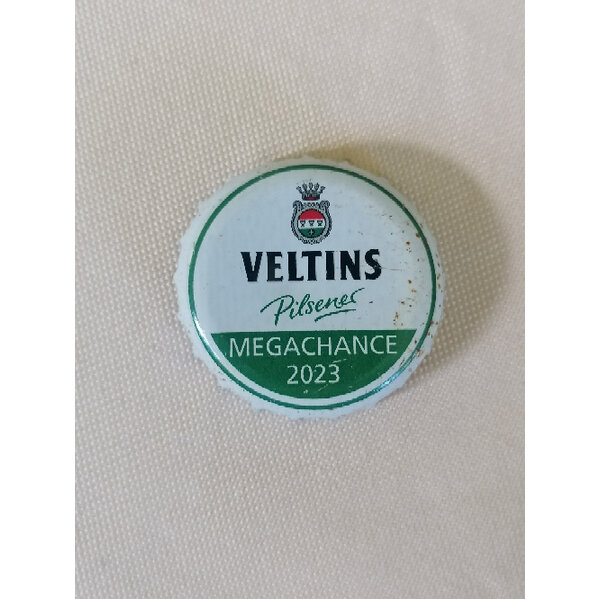 VELTINS
Pilsener
MEGACHANCE
2023